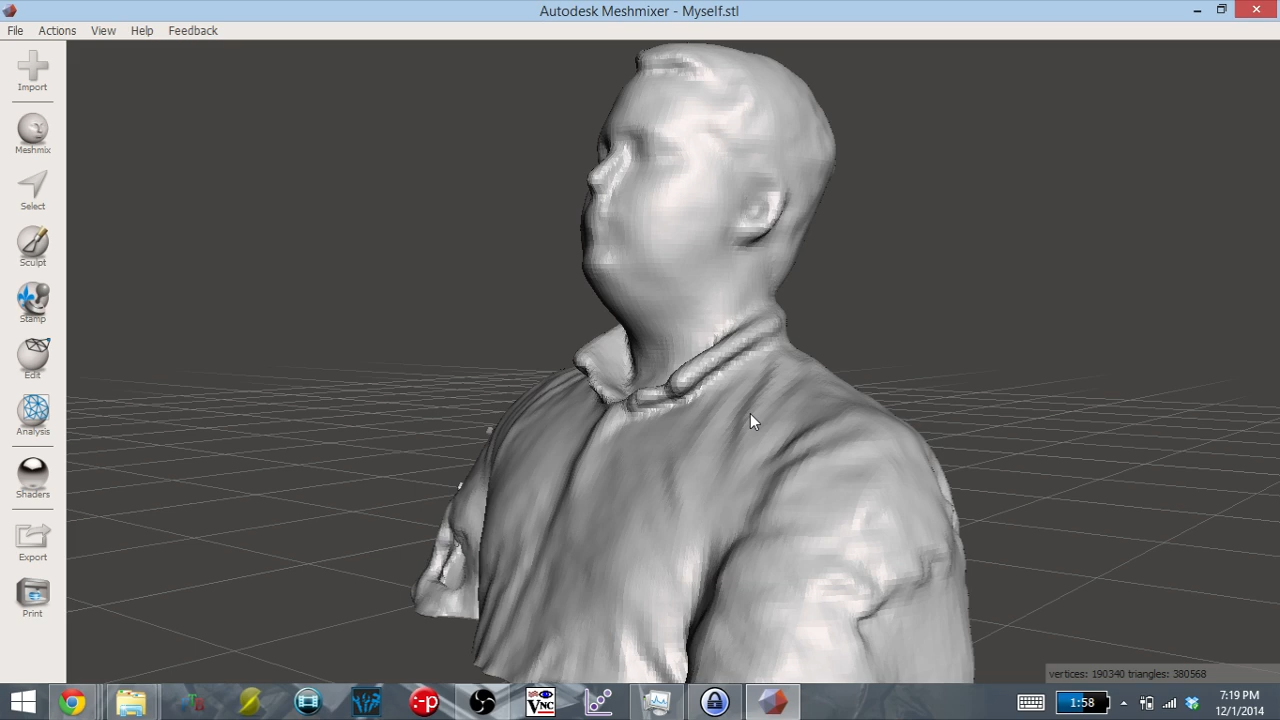 Autodesk Meshmixer - Myself.stl
File Actions View Help Feedback
Import
Meshmix
Select
Sculpt
Stamp
Edit
Analysis
Shaders
Export
Print
vertices: 190340 triangles: 380568
VNC
1:58
7:19 PM
12/1/2014